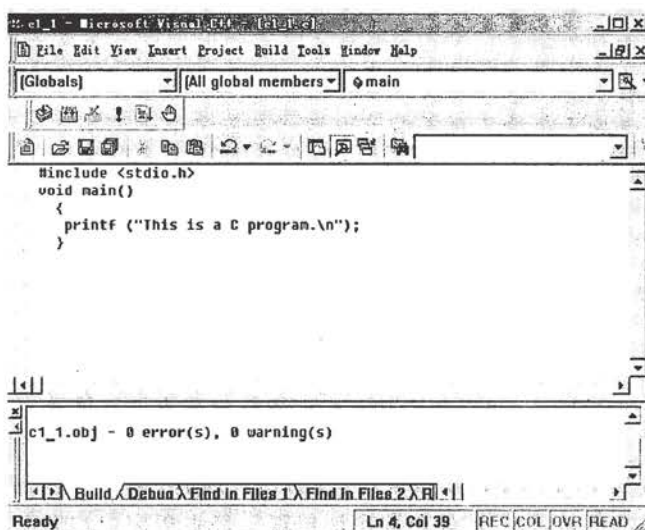 c1_1 - Microsoft Visual C++ - [c1_1.c]
File Edit View Insert Project Build Tools Window Help
(Globals) (All global members main
#include <stdio.h>
void main()
{
printf ("This is a C program.\n");
}
c1_1.obj - 0 error(s), 0 warning(s)
Build Debug Find in Files 1 Find in Files 2 R
Ready Ln 4, Col 39 REC COL OVR READ